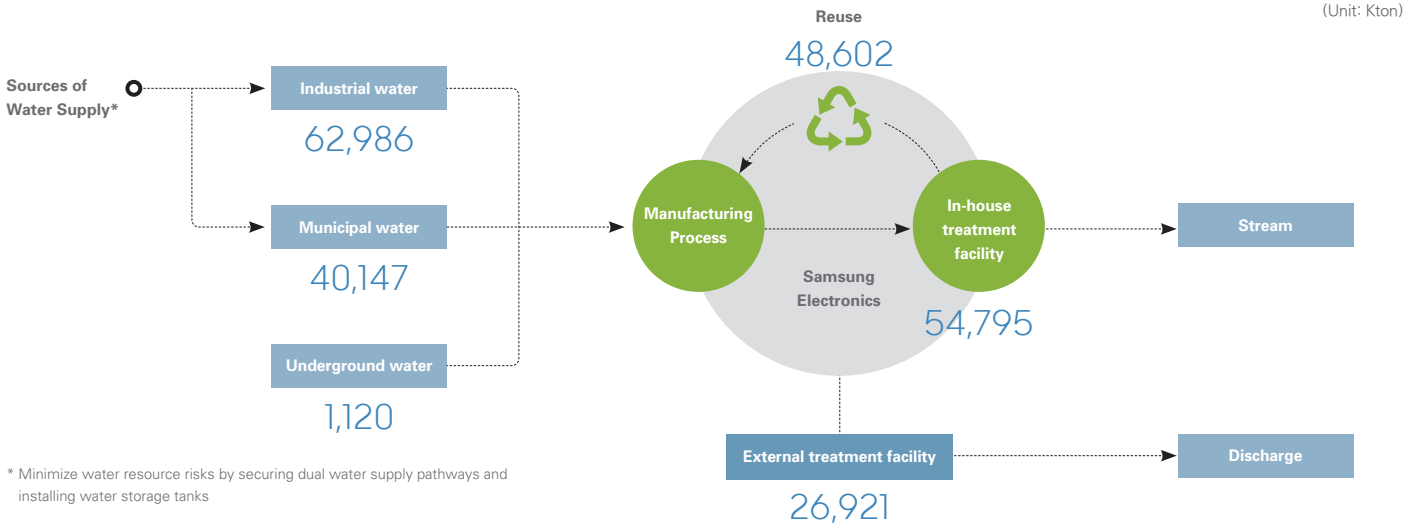 (Unit: Kton)
Sources of
Water Supply*
Industrial water
62,986
Municipal water
40,147
Underground water
1,120
* Minimize water resource risks by securing dual water supply pathways and
installing water storage tanks
Reuse
48,602
Manufacturing
Process
In-house
treatment
facility
54,795
Samsung
Electronics
Stream
External treatment facility
26,921
Discharge